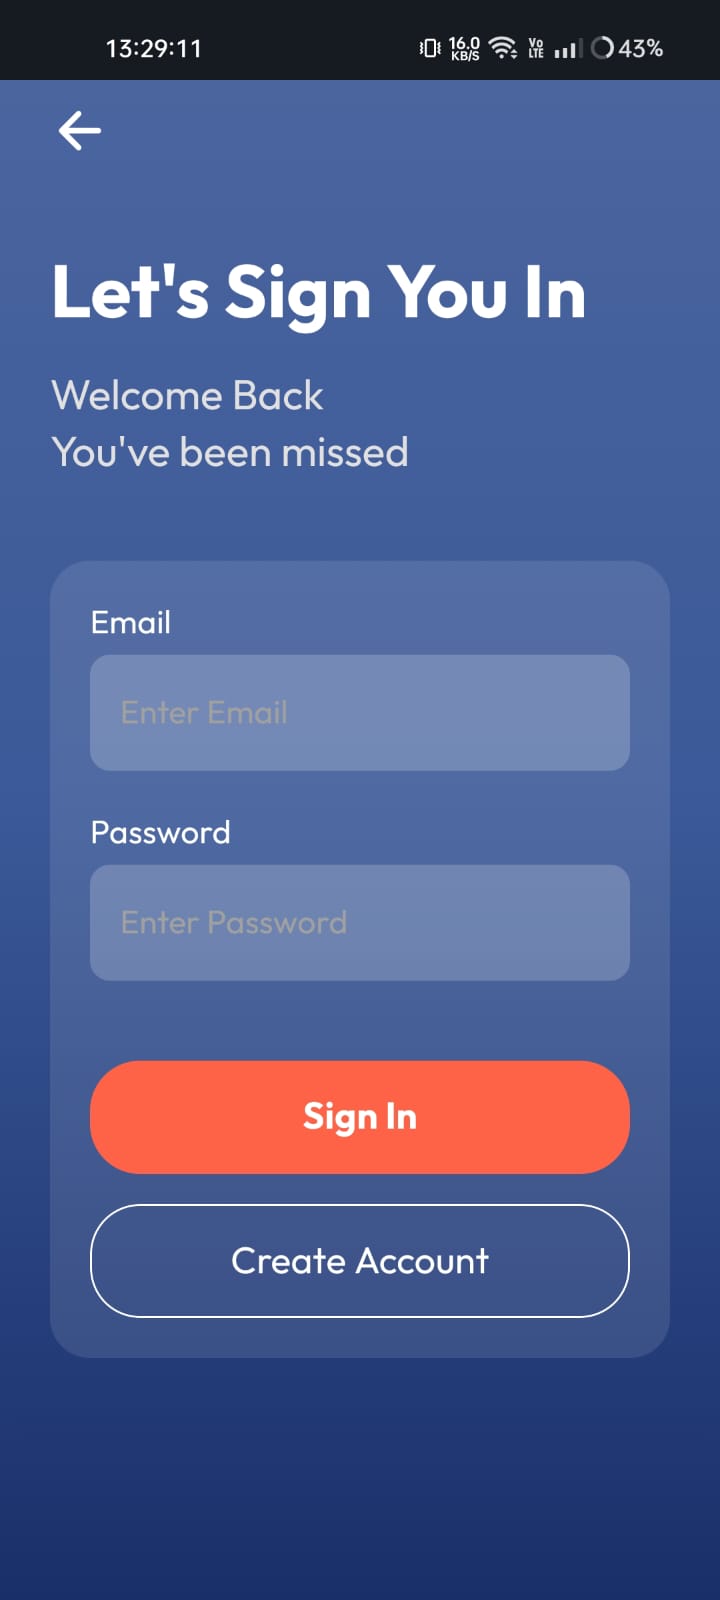 13:29:11 16.0 KB/S Vo LTE 43%
Let's Sign You In
Welcome Back
You've been missed
Email
Enter Email
Password
Enter Password
Sign In
Create Account